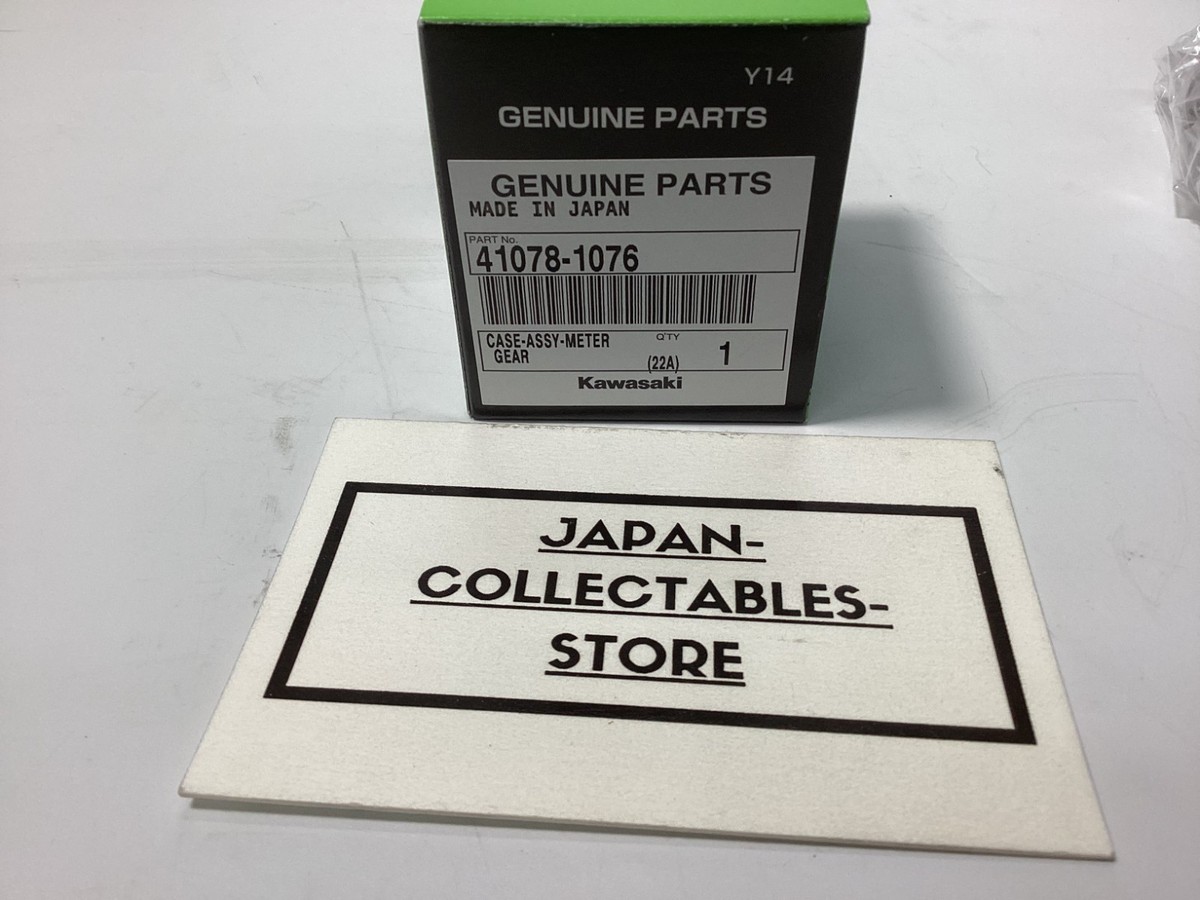 Y14
GENUINE PARTS
GENUINE PARTS
MADE IN JAPAN
PART No.
41078-1076
CASE-ASSY-METER Q'TY
GEAR (22A) 1
Kawasaki
JAPAN-
COLLECTABLES-
STORE